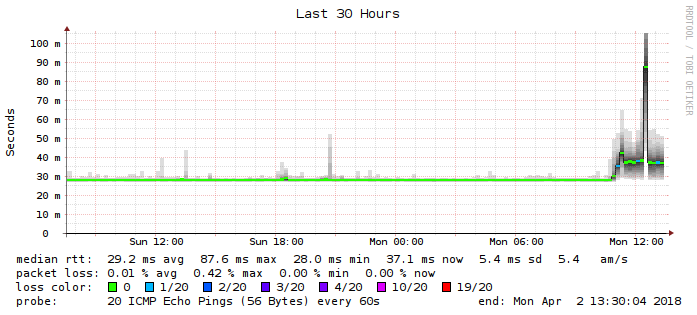 Last 30 Hours
RRDTOOL / TOBI OETIKER
Seconds
100 m
90 m
80 m
70 m
60 m
50 m
40 m
30 m
20 m
10 m
0
Sun 12:00 Sun 18:00 Mon 00:00 Mon 06:00 Mon 12:00
median rtt: 29.2 ms avg 87.6 ms max 28.0 ms min 37.1 ms now 5.4 ms sd 5.4 am/s
packet loss: 0.01 % avg 0.42 % max 0.00 % min 0.00 % now
loss color: 0 1/20 2/20 3/20 4/20 10/20 19/20
probe: 20 ICMP Echo Pings (56 Bytes) every 60s end: Mon Apr 2 13:30:04 2018